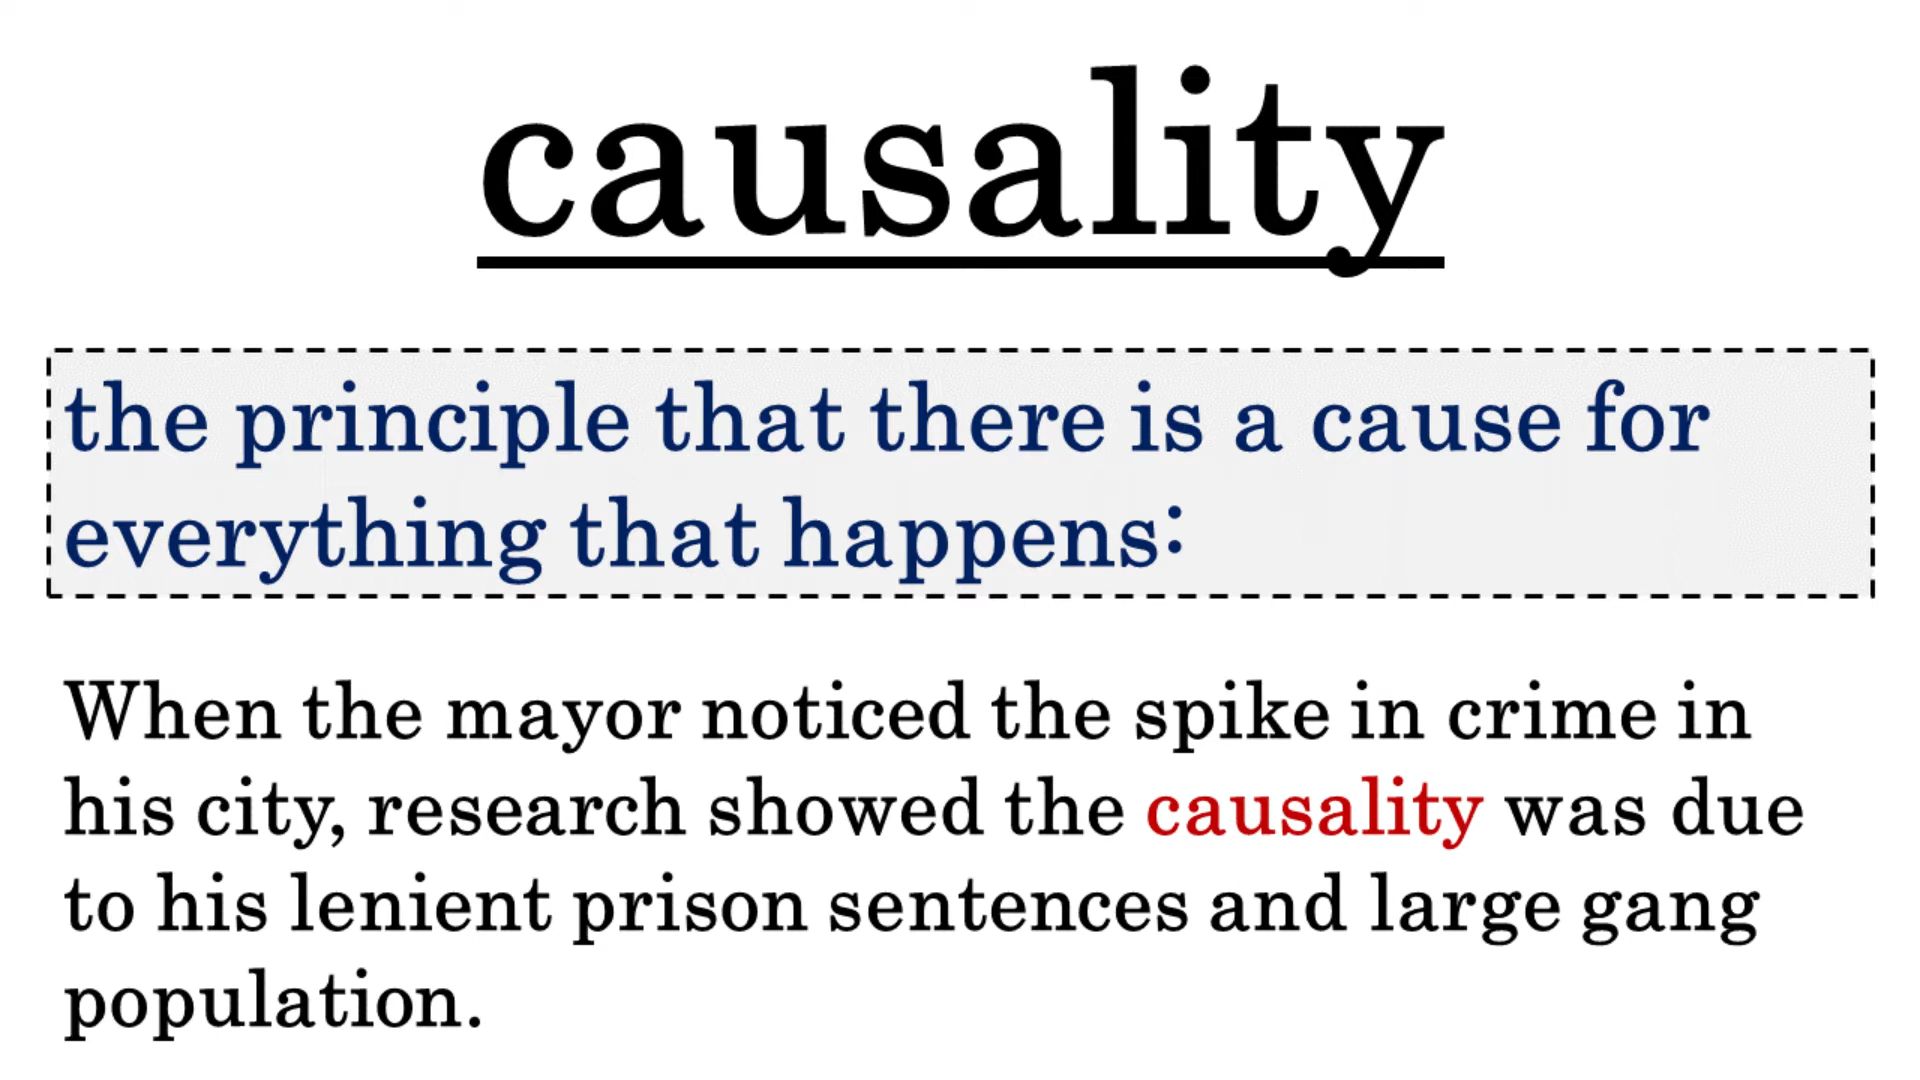 causality
the principle that there is a cause for
everything that happens:
When the mayor noticed the spike in crime in
his city, research showed the causality was due
to his lenient prison sentences and large gang
population.